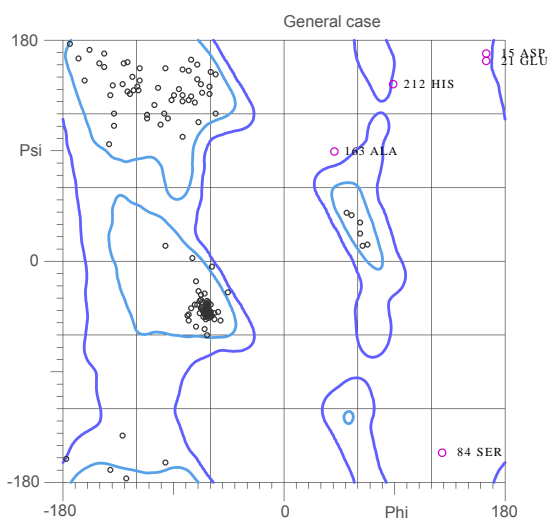 General case
180
15 ASP
21 GLU
212 HIS
Psi
163 ALA
0
84 SER
-180
-180
0
Phi
180